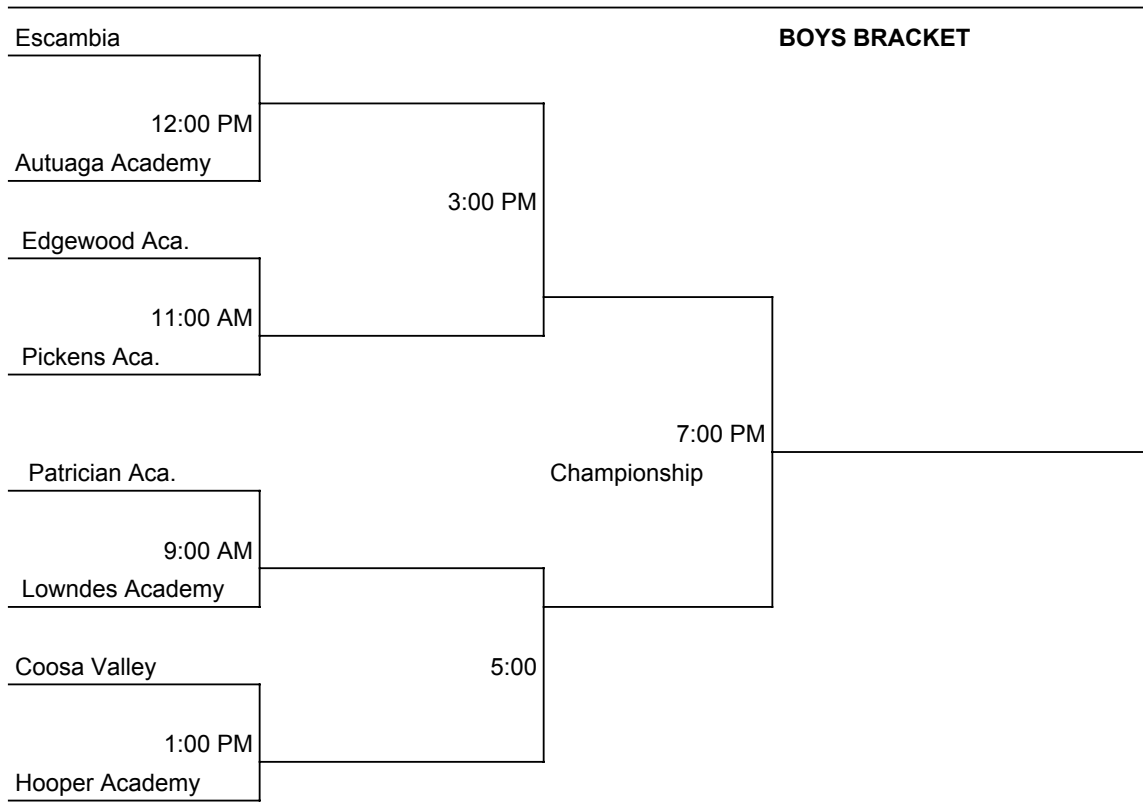 Escambia
BOYS BRACKET
12:00 PM
Autuaga Academy
3:00 PM
Edgewood Aca.
11:00 AM
Pickens Aca.
7:00 PM
Patrician Aca.
Championship
9:00 AM
Lowndes Academy
Coosa Valley
5:00
1:00 PM
Hooper Academy